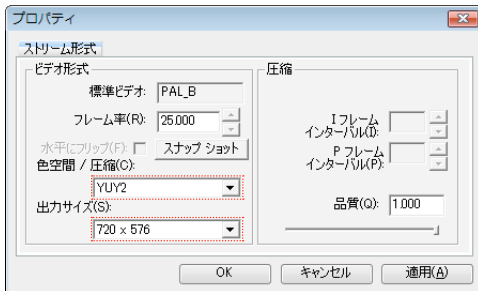 プロパティ
ストリーム形式
ビデオ形式
標準ビデオ: PAL_B
フレーム率(R): 25.000
水平にフリップ(F):
スナップ ショット
色空間 / 圧縮(C):
YUY2
出力サイズ(S):
720 × 576
圧縮
I フレーム
インターバル(I):
P フレーム
インターバル(P):
品質(Q): 1.000
OK
キャンセル
適用(A)